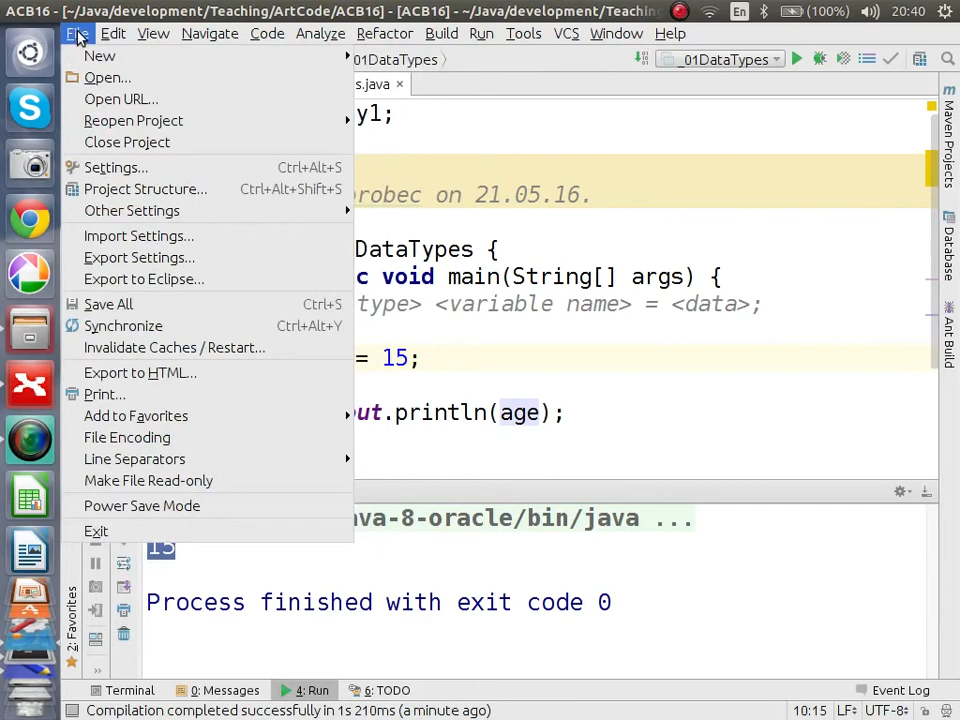 ACB16 - [~/Java/development/Teaching/ArtCode/ACB16] - [ACB16] - .../Java/development/Teaching
En
(100%)
20:40
File Edit View Navigate Code Analyze Refactor Build Run Tools VCS Window Help
New
01DataTypes
_01DataTypes
Open...
s.java
Open URL...
y1;
Reopen Project
Close Project
Settings... Ctrl+Alt+S
Project Structure... Ctrl+Alt+Shift+S
robec on 21.05.16.
Other Settings
Import Settings...
DataTypes {
Export Settings...
Export to Eclipse...
c void main(String[] args) {
Save All Ctrl+S
type> <variable name> = <data>;
Synchronize Ctrl+Alt+Y
Invalidate Caches / Restart...
= 15;
Export to HTML...
Print...
Add to Favorites
ut.println(age);
File Encoding
Line Separators
Make File Read-only
Power Save Mode
ava-8-oracle/bin/java ...
Exit
15
Process finished with exit code 0
Maven Projects
Database
Ant Build
2: Favorites
Terminal 0: Messages 4: Run 6: TODO Event Log
Compilation completed successfully in 1s 210ms (a minute ago) 10:15 LF UTF-8